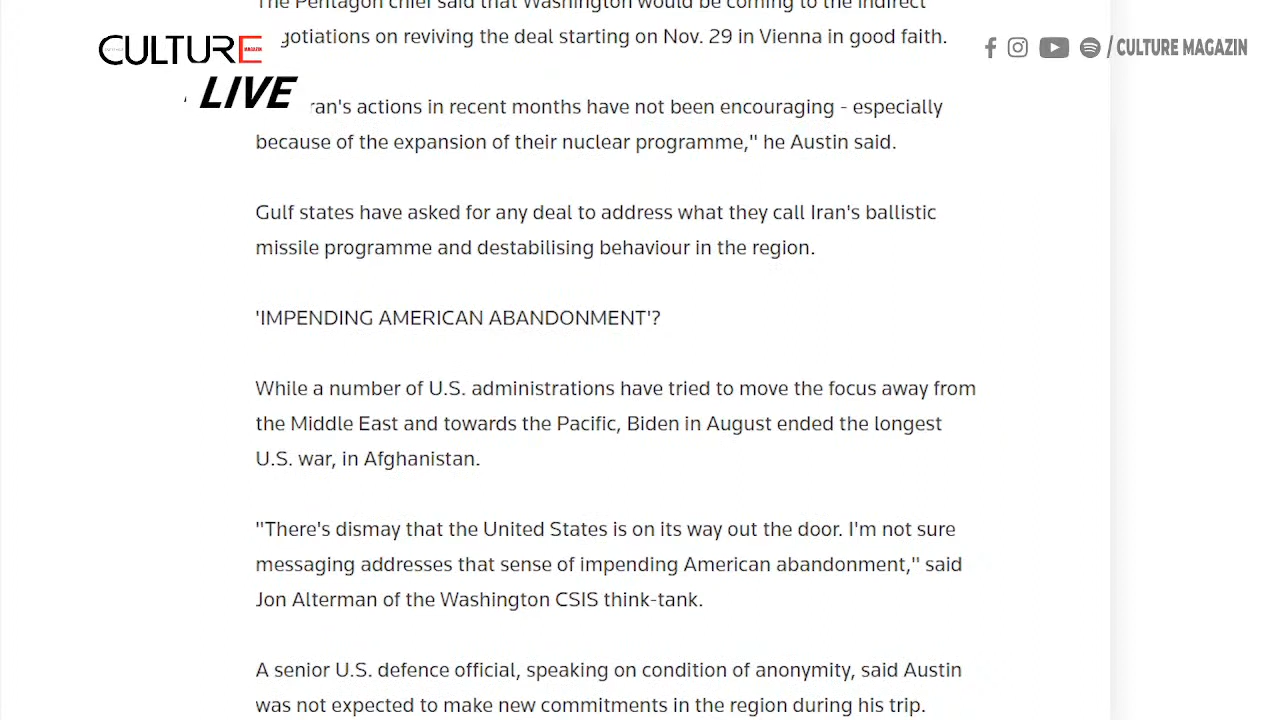 The Pentagon chief said that Washington would be coming to the indirect
gotiations on reviving the deal starting on Nov. 29 in Vienna in good faith.
CULTURE
MAGAZIN
LIVE
/ CULTURE MAGAZIN
ran's actions in recent months have not been encouraging - especially
because of the expansion of their nuclear programme," he Austin said.
Gulf states have asked for any deal to address what they call Iran's ballistic
missile programme and destabilising behaviour in the region.
'IMPENDING AMERICAN ABANDONMENT'?
While a number of U.S. administrations have tried to move the focus away from
the Middle East and towards the Pacific, Biden in August ended the longest
U.S. war, in Afghanistan.
"There's dismay that the United States is on its way out the door. I'm not sure
messaging addresses that sense of impending American abandonment," said
Jon Alterman of the Washington CSIS think-tank.
A senior U.S. defence official, speaking on condition of anonymity, said Austin
was not expected to make new commitments in the region during his trip.